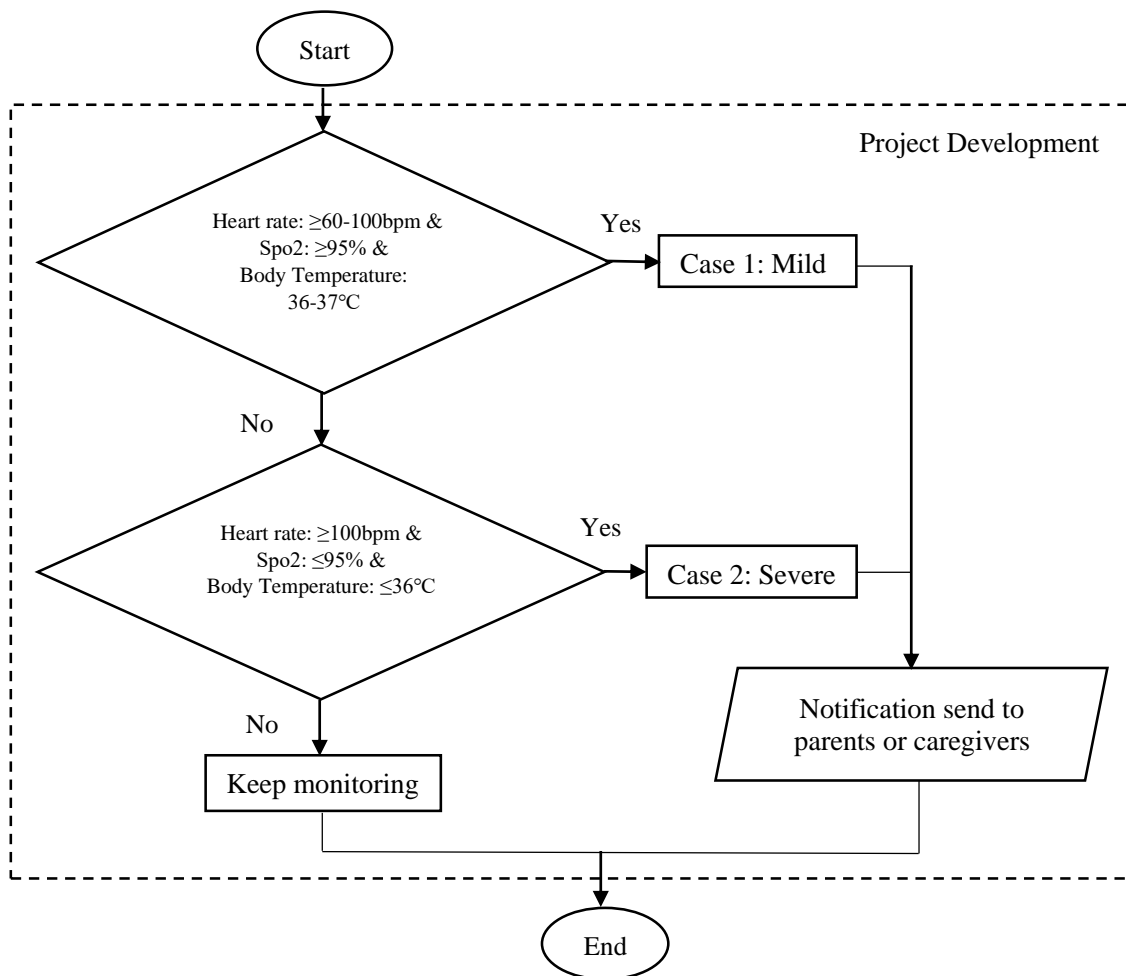 Start
Project Development
Heart rate: ≥60-100bpm &
Spo2: ≥95% &
Body Temperature:
36-37°C
Yes
Case 1: Mild
No
Heart rate: ≥100bpm &
Spo2: ≤95% &
Body Temperature: ≤36°C
Yes
Case 2: Severe
No
Keep monitoring
Notification send to
parents or caregivers
End